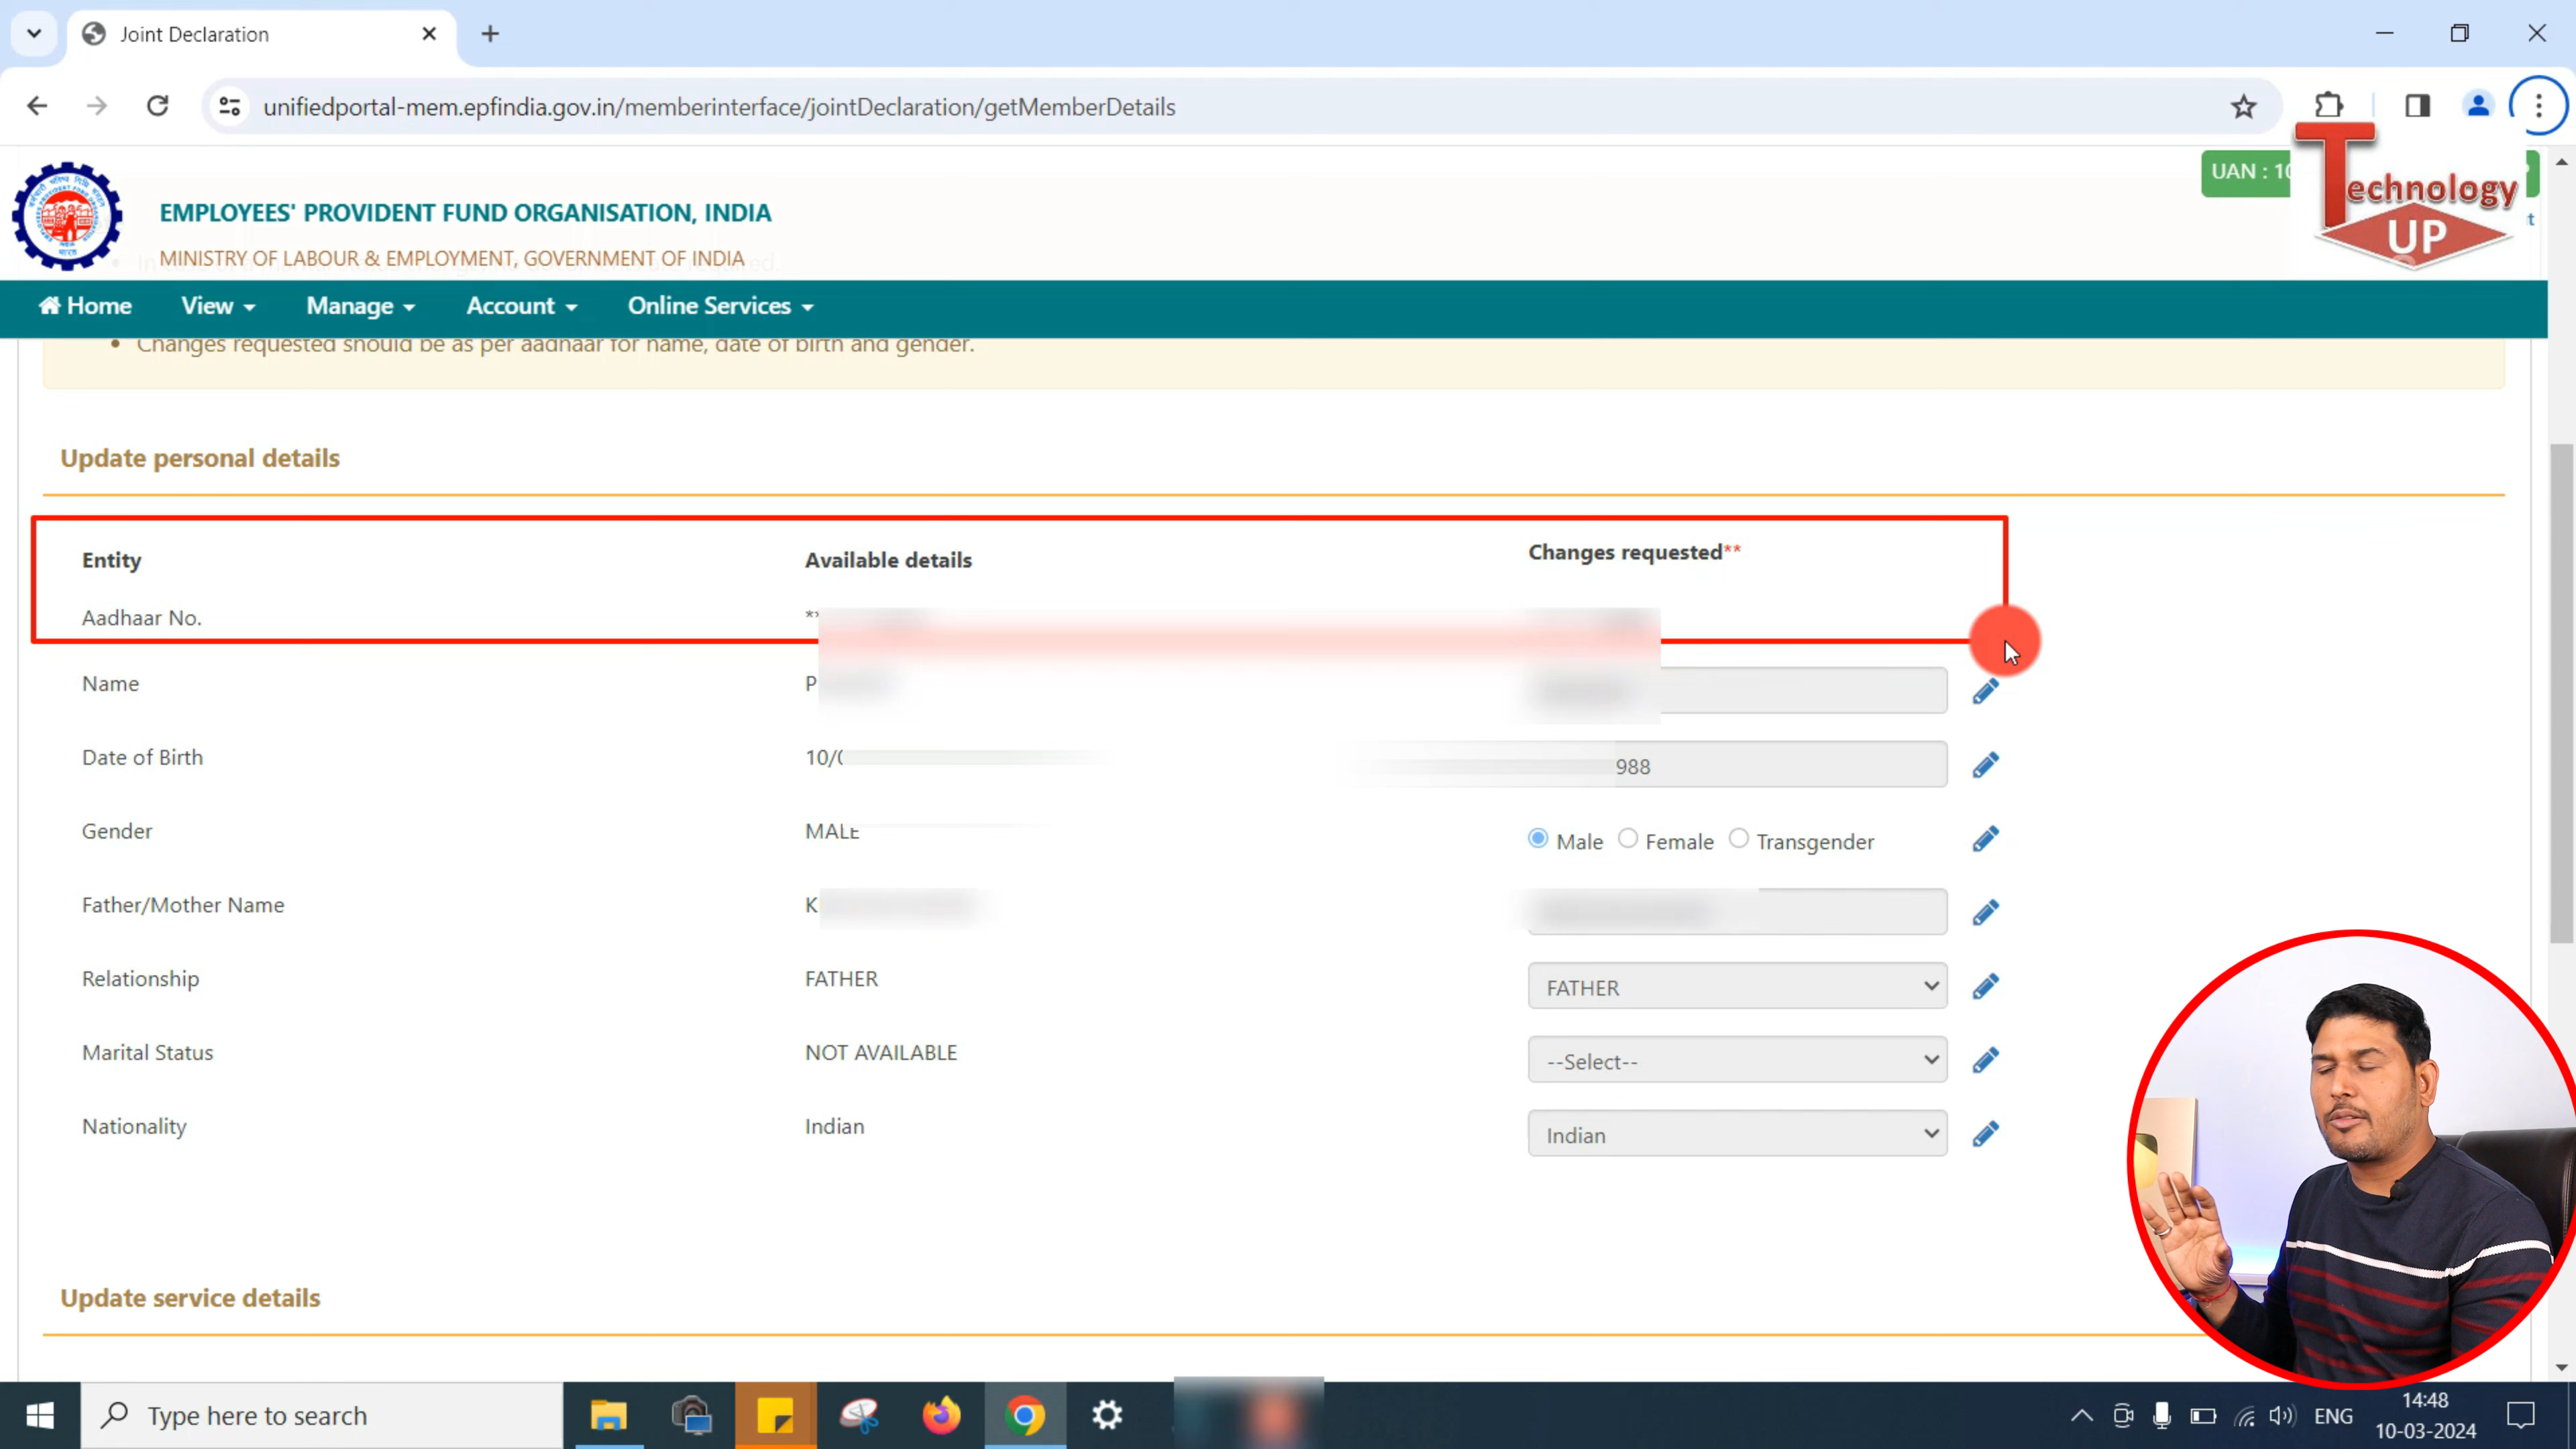 Joint Declaration
unifiedportal-mem.epfindia.gov.in/memberinterface/jointDeclaration/getMemberDetails
UAN : 10
Technology
UP
EMPLOYEES' PROVIDENT FUND ORGANISATION, INDIA
MINISTRY OF LABOUR & EMPLOYMENT, GOVERNMENT OF INDIA
Home View Manage Account Online Services
Changes requested should be as per aadhaar for name, date of birth and gender.
Update personal details
Entity Available details Changes requested**
Aadhaar No. **
Name P
Date of Birth 10/0 988
Gender MALE Male Female Transgender
Father/Mother Name K
Relationship FATHER FATHER
Marital Status NOT AVAILABLE --Select--
Nationality Indian Indian
Update service details
Type here to search
ENG
14:48
10-03-2024